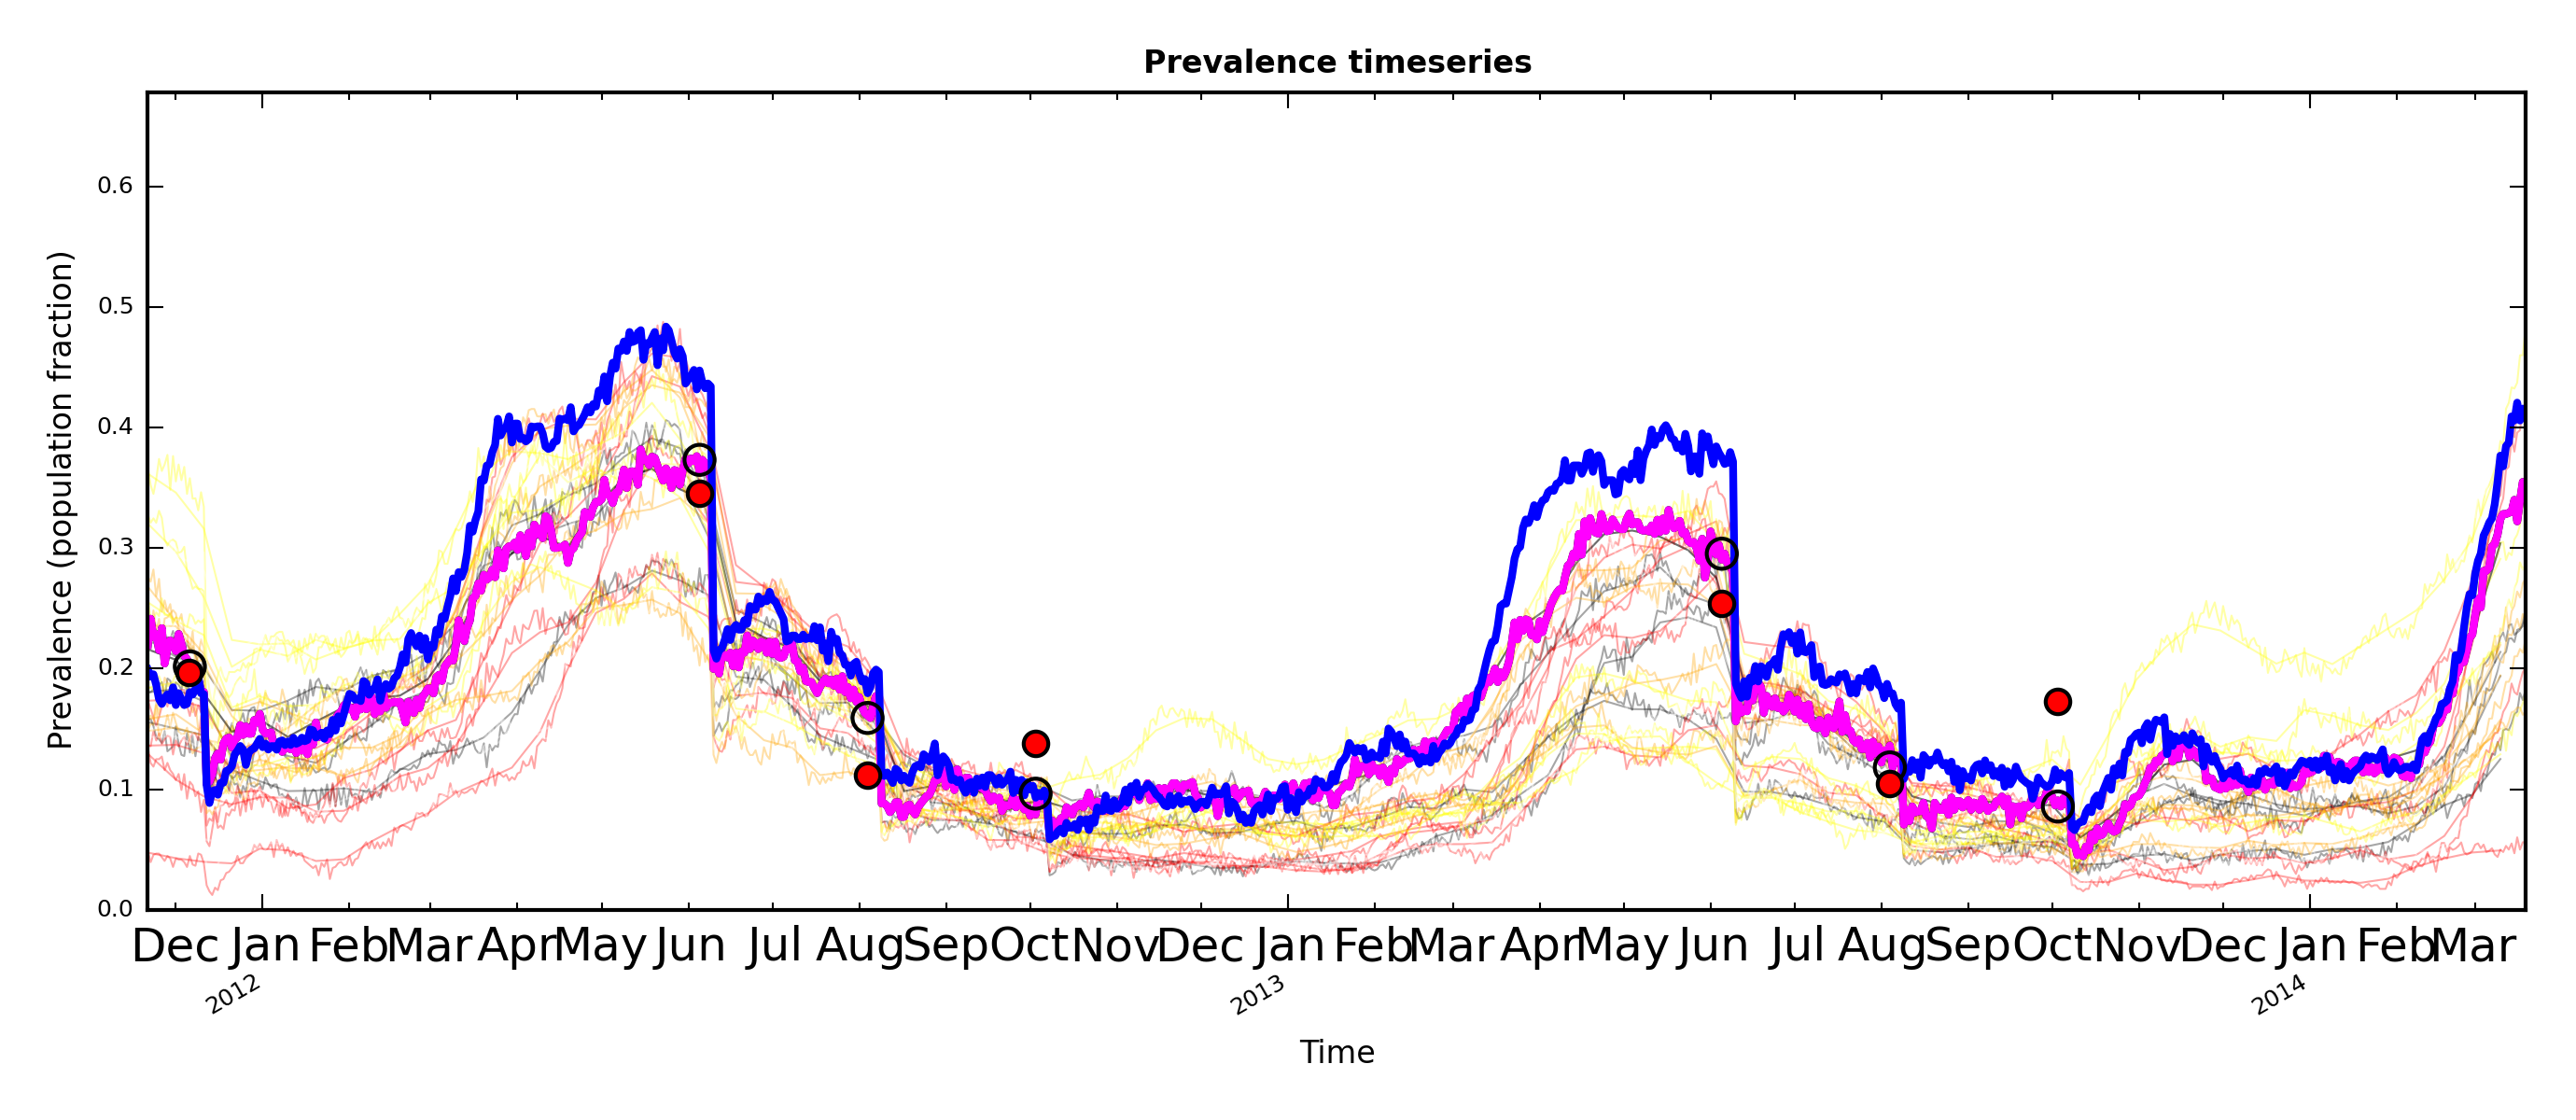 Prevalence timeseries
Prevalence (population fraction)
0.6
0.5
0.4
0.3
0.2
0.1
0.0
Dec Jan Feb Mar Apr May Jun Jul Aug Sep Oct Nov Dec Jan Feb Mar Apr May Jun Jul Aug Sep Oct Nov Dec Jan Feb Mar
2012 2013 2014
Time